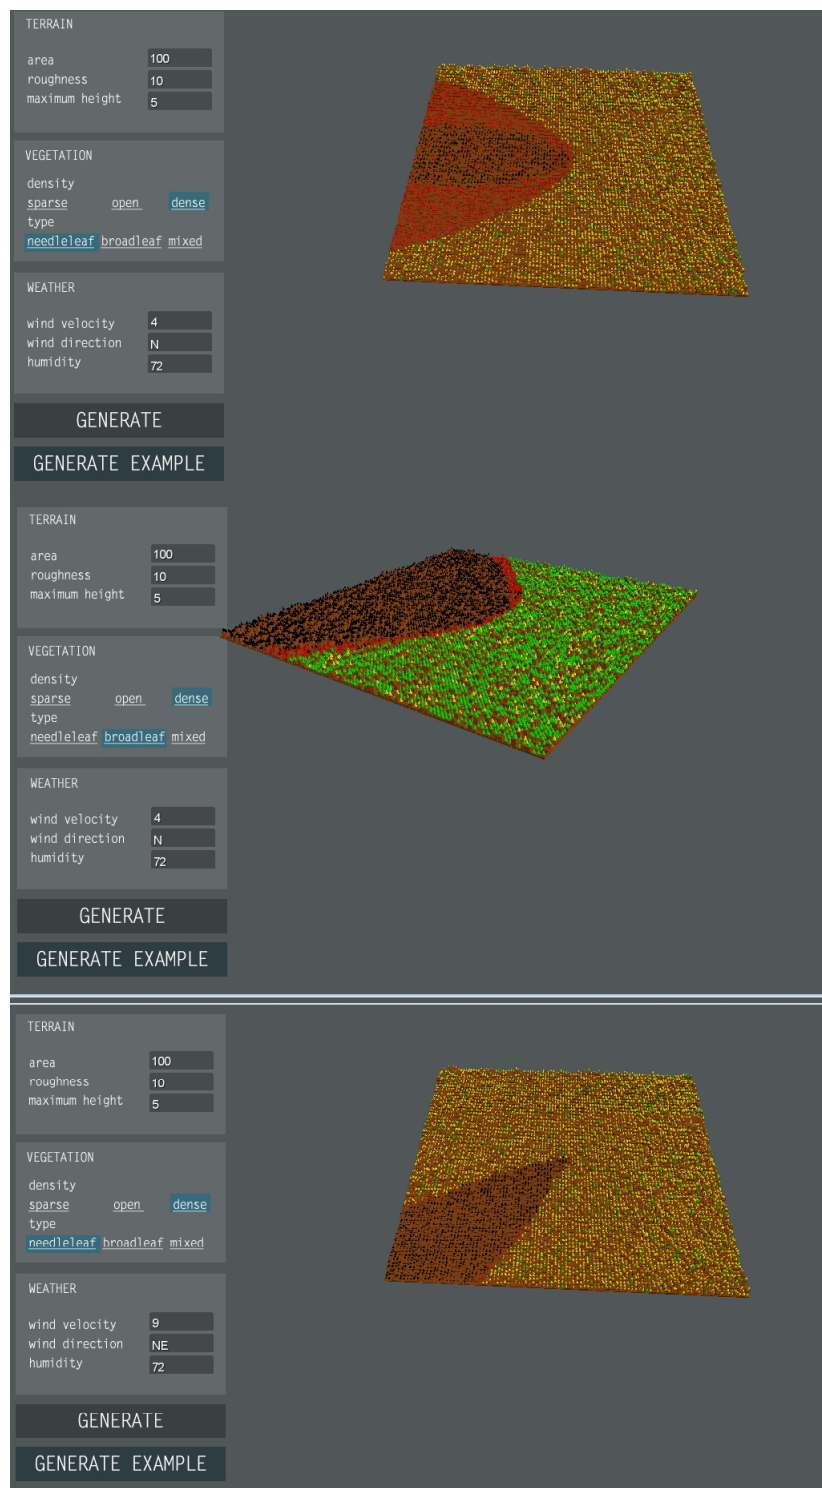 TERRAIN
area 100
roughness 10
maximum height 5
VEGETATION
density
sparse open dense
type
needleleaf broadleaf mixed
WEATHER
wind velocity 4
wind direction N
humidity 72
GENERATE
GENERATE EXAMPLE
TERRAIN
area 100
roughness 10
maximum height 5
VEGETATION
density
sparse open dense
type
needleleaf broadleaf mixed
WEATHER
wind velocity 4
wind direction N
humidity 72
GENERATE
GENERATE EXAMPLE
TERRAIN
area 100
roughness 10
maximum height 5
VEGETATION
density
sparse open dense
type
needleleaf broadleaf mixed
WEATHER
wind velocity 9
wind direction NE
humidity 72
GENERATE
GENERATE EXAMPLE